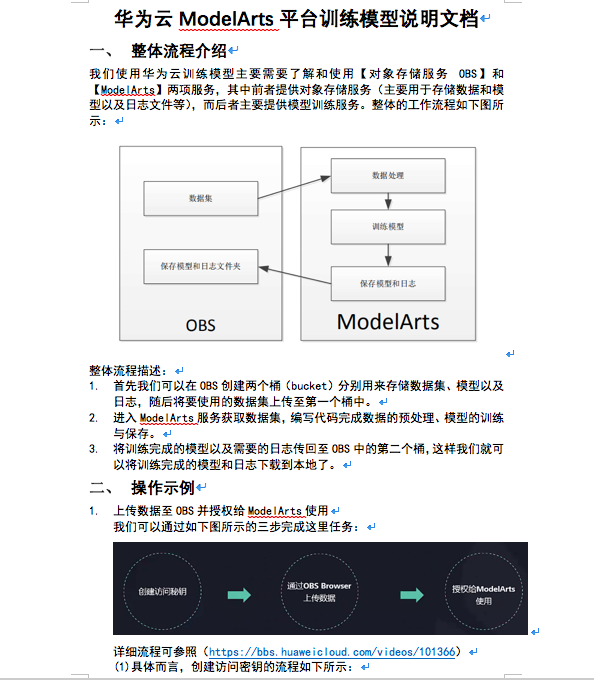 华为云 ModelArts 平台训练模型说明文档
一、 整体流程介绍
我们使用华为云训练模型主要需要了解和使用【对象存储服务 OBS】和
【ModelArts】两项服务，其中前者提供对象存储服务（主要用于存储数据和模
型以及日志文件等），而后者主要提供模型训练服务。整体的工作流程如下图所
示：
数据集
保存模型和日志文件夹
OBS
数据处理
训练模型
保存模型和日志
ModelArts
整体流程描述：
1. 首先我们可以在 OBS 创建两个桶（bucket）分别用来存储数据集、模型以及
日志，随后将要使用的数据集上传至第一个桶中。
2. 进入 ModelArts 服务获取数据集，编写代码完成数据的预处理、模型的训练
与保存。
3. 将训练完成的模型以及需要的日志传回至 OBS 中的第二个桶，这样我们就可
以将训练完成的模型和日志下载到本地了。
二、 操作示例
1. 上传数据至 OBS 并授权给 ModelArts 使用
我们可以通过如下图所示的三步完成这里任务：
创建访问秘钥
通过OBS Browser
上传数据
授权给ModelArts
使用
详细流程可参照（https://bbs.huaweicloud.com/videos/101366）
(1)具体而言，创建访问密钥的流程如下所示：